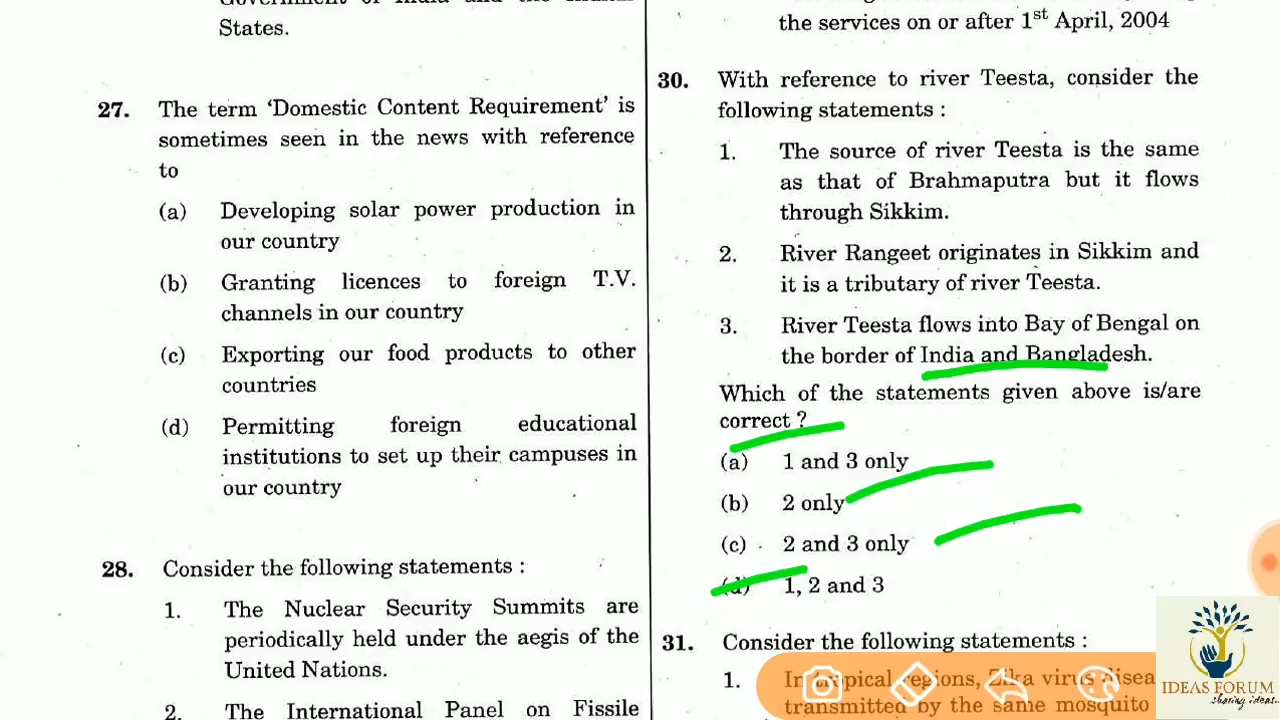 States.
27. The term ‘Domestic Content Requirement’ is
sometimes seen in the news with reference
to
(a) Developing solar power production in
our country
(b) Granting licences to foreign T.V.
channels in our country
(c) Exporting our food products to other
countries
(d) Permitting foreign educational
institutions to set up their campuses in
our country
28. Consider the following statements :
1. The Nuclear Security Summits are
periodically held under the aegis of the
United Nations.
2. The International Panel on Fissile
the services on or after 1st April, 2004
30. With reference to river Teesta, consider the
following statements :
1. The source of river Teesta is the same
as that of Brahmaputra but it flows
through Sikkim.
2. River Rangeet originates in Sikkim and
it is a tributary of river Teesta.
3. River Teesta flows into Bay of Bengal on
the border of India and Bangladesh.
Which of the statements given above is/are
correct ?
(a) 1 and 3 only
(b) 2 only
(c) 2 and 3 only
(d) 1, 2 and 3
31. Consider the following statements :
1. In tropical regions, Zika virus disea
transmitted by the same mosquito
IDEAS FORUM
sharing ideas